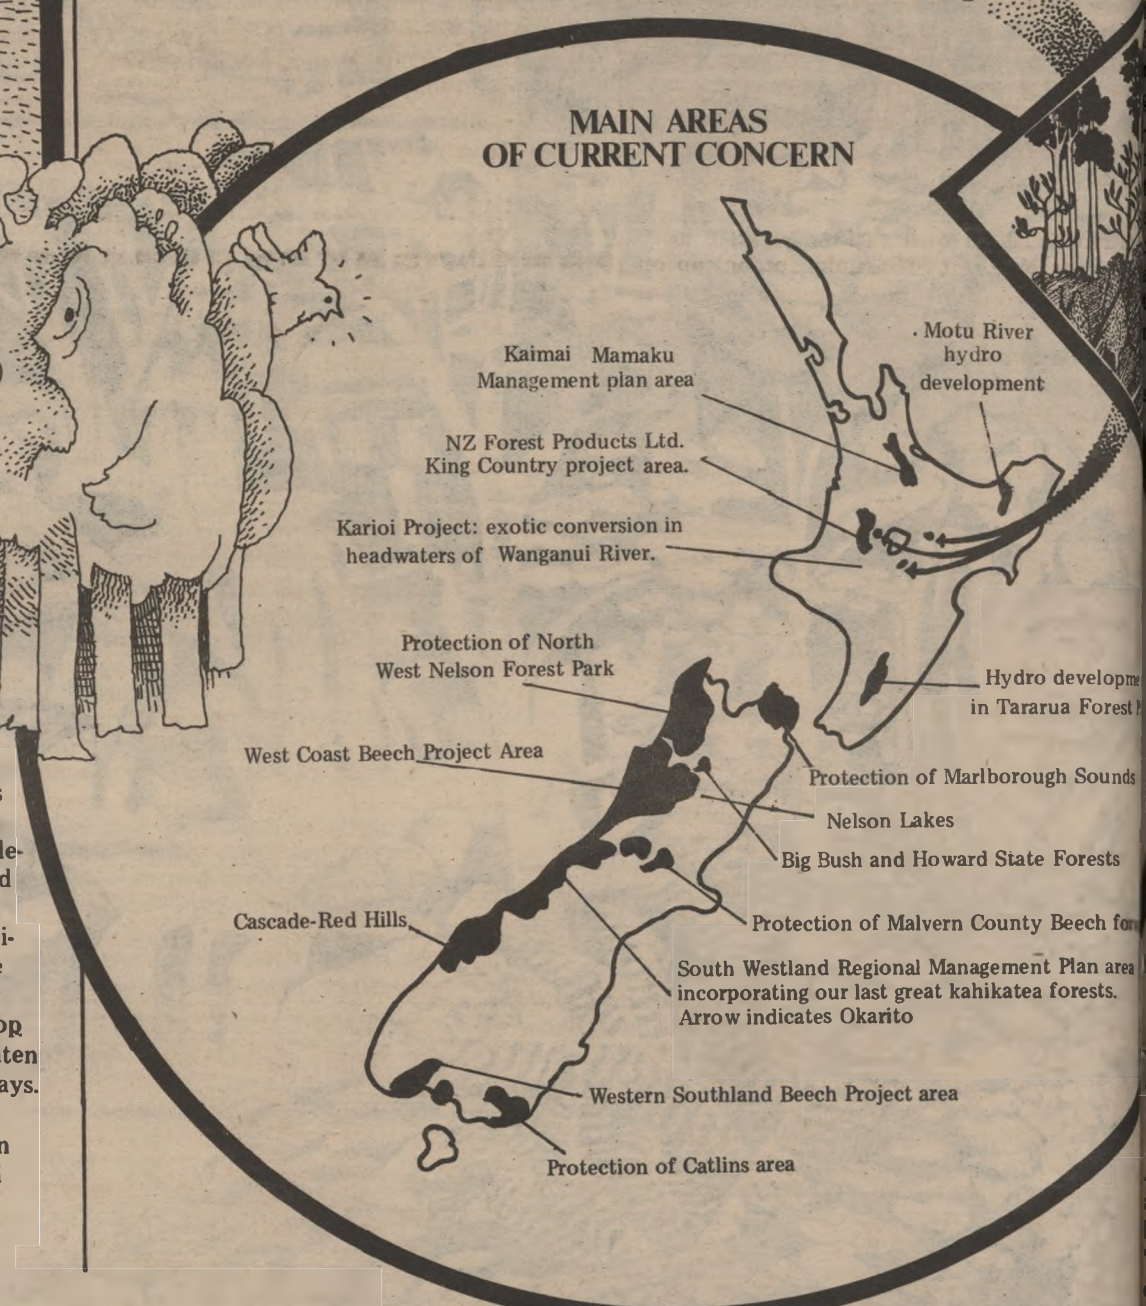 MAIN AREAS
OF CURRENT CONCERN
. Motu River
hydro
development
Kaimai Mamaku
Management plan area
NZ Forest Products Ltd.
King Country project area.
Karioi Project: exotic conversion in
headwaters of Wanganui River.
Protection of North
West Nelson Forest Park
Hydro
in Tararua Forest
West Coast Beech Project Area
Protection of Marlborough Sounds
Nelson Lakes
Big Bush and Howard State Forests
Cascade-Red Hills
Protection of Malvern County Beech
South Westland Regional Management Plan area
incorporating our last great kahikatea forests.
Arrow indicates Okarito
Western Southland Beech Project area
Protection of Catlins area